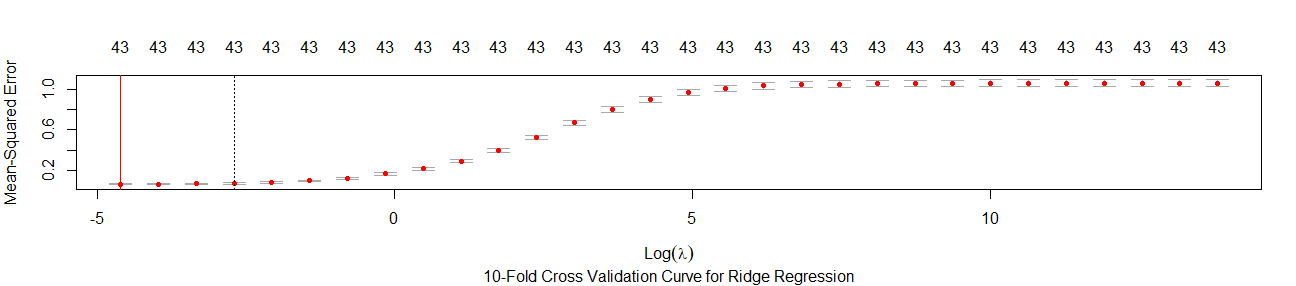 43 43 43 43 43 43 43 43 43 43 43 43 43 43 43 43 43 43 43 43 43 43 43 43 43 43 43 43 43 43
Mean-Squared Error
1.0
0.6
0.2
-5 0 5 10
Log(λ)
10-Fold Cross Validation Curve for Ridge Regression